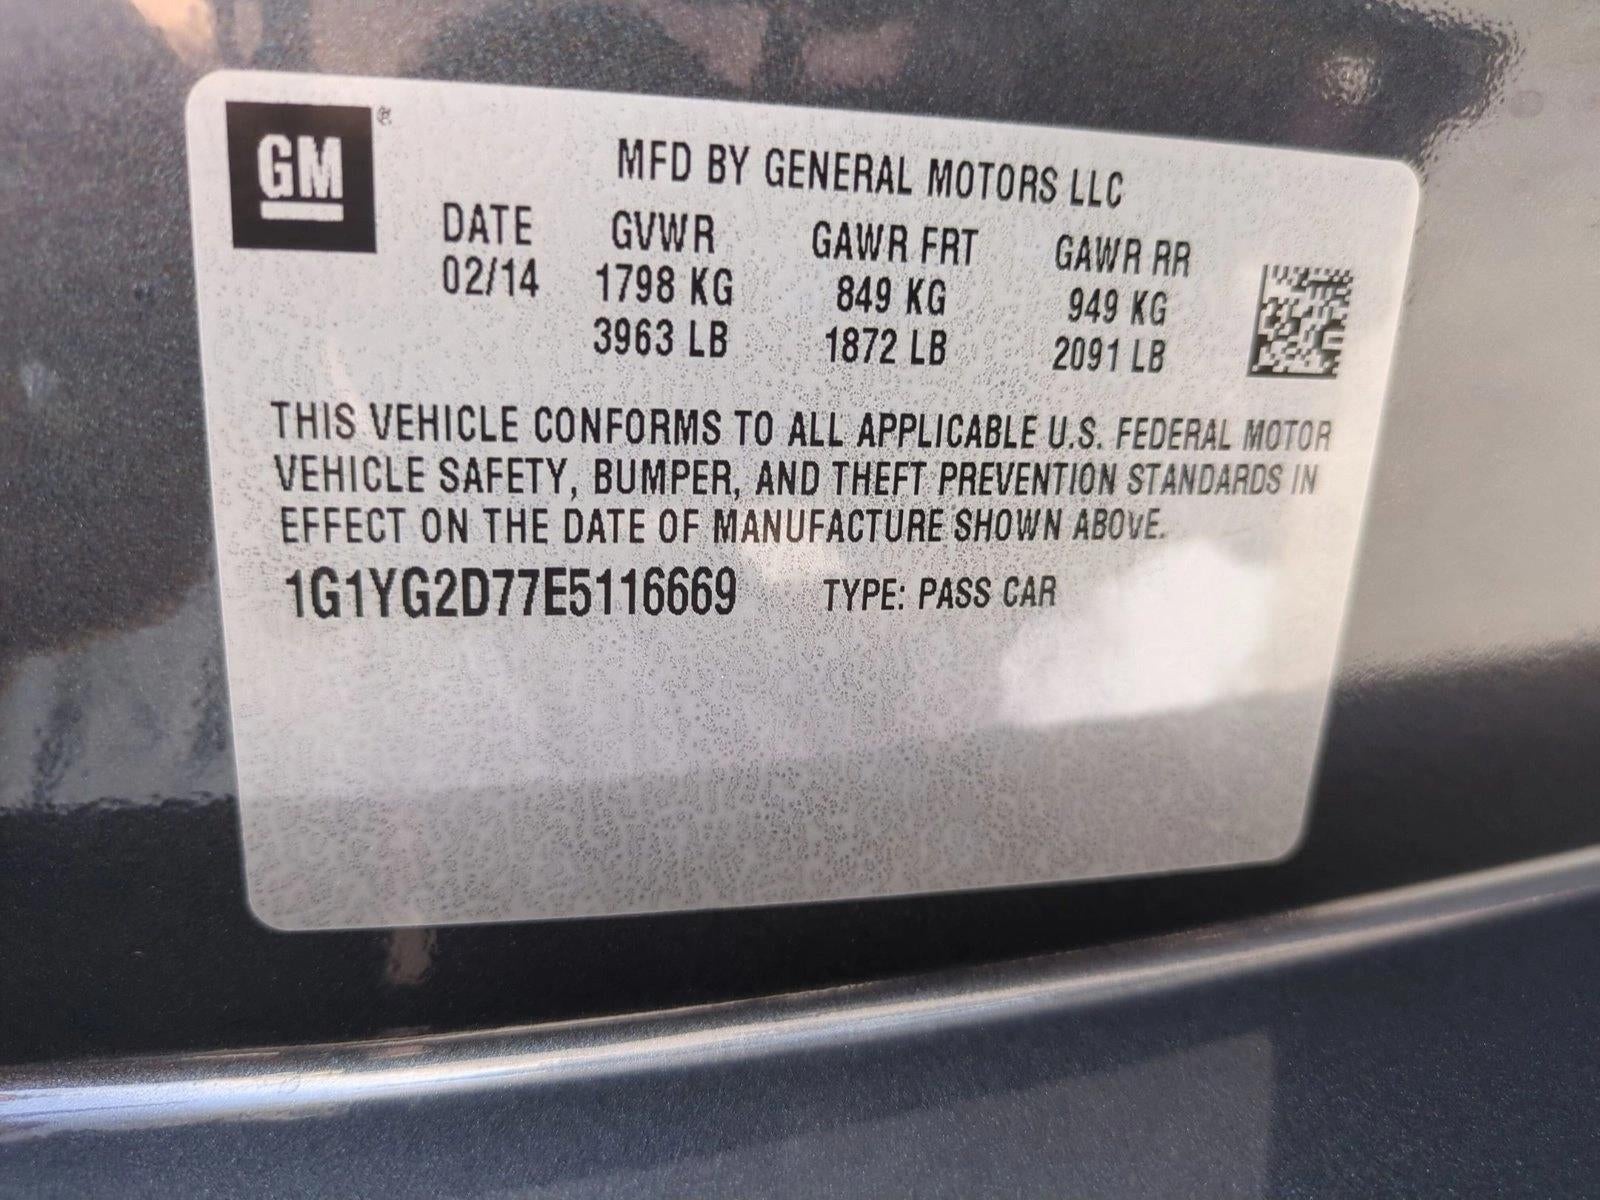 GM ®
MFD BY GENERAL MOTORS LLC
DATE GVWR GAWR FRT GAWR RR
02/14 1798 KG 849 KG 949 KG
3963 LB 1872 LB 2091 LB
THIS VEHICLE CONFORMS TO ALL APPLICABLE U.S. FEDERAL MOTOR
VEHICLE SAFETY, BUMPER, AND THEFT PREVENTION STANDARDS IN
EFFECT ON THE DATE OF MANUFACTURE SHOWN ABOVE.
1G1YG2D77E5116669 TYPE: PASS CAR